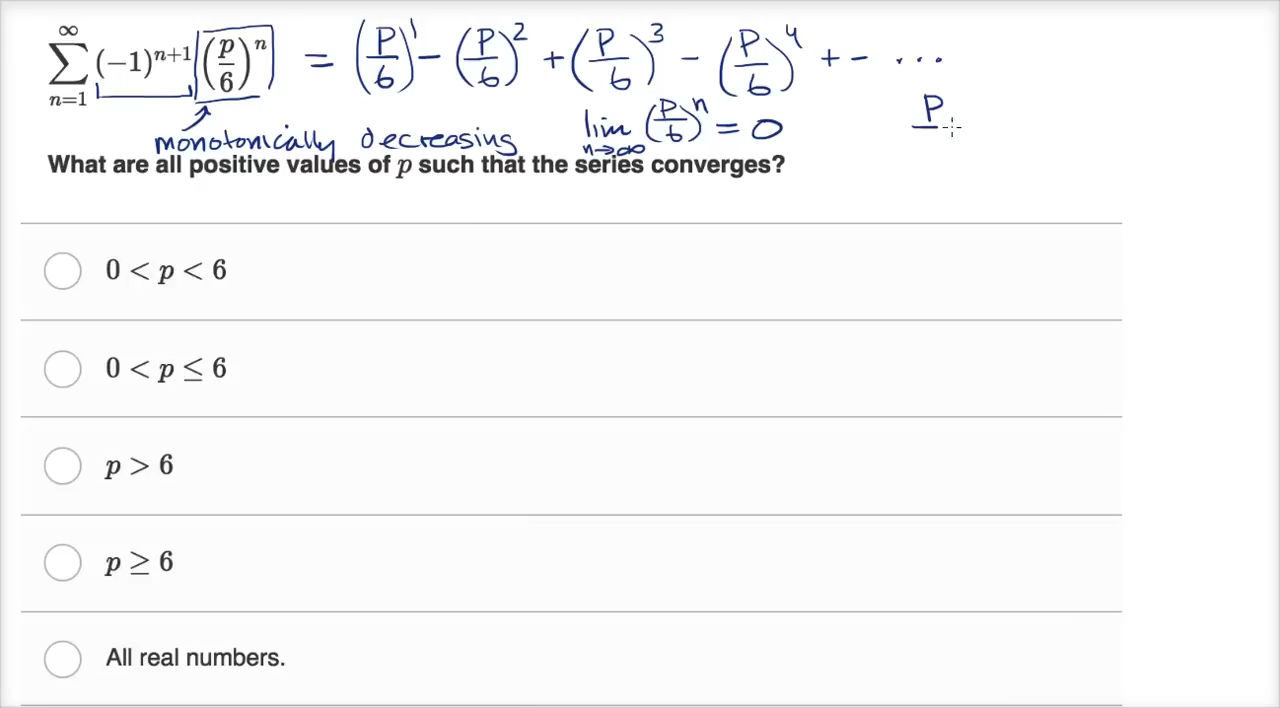 ∞
∑ (−1)ⁿ⁺¹ (p/6)ⁿ = (P/6)¹ − (P/6)² + (P/6)³ − (P/6)⁴ + − ...
n=1
monotonically decreasing lim n→∞ (P/6)ⁿ = 0 P
What are all positive values of p such that the series converges?
0 < p < 6
0 < p ≤ 6
p > 6
p ≥ 6
All real numbers.